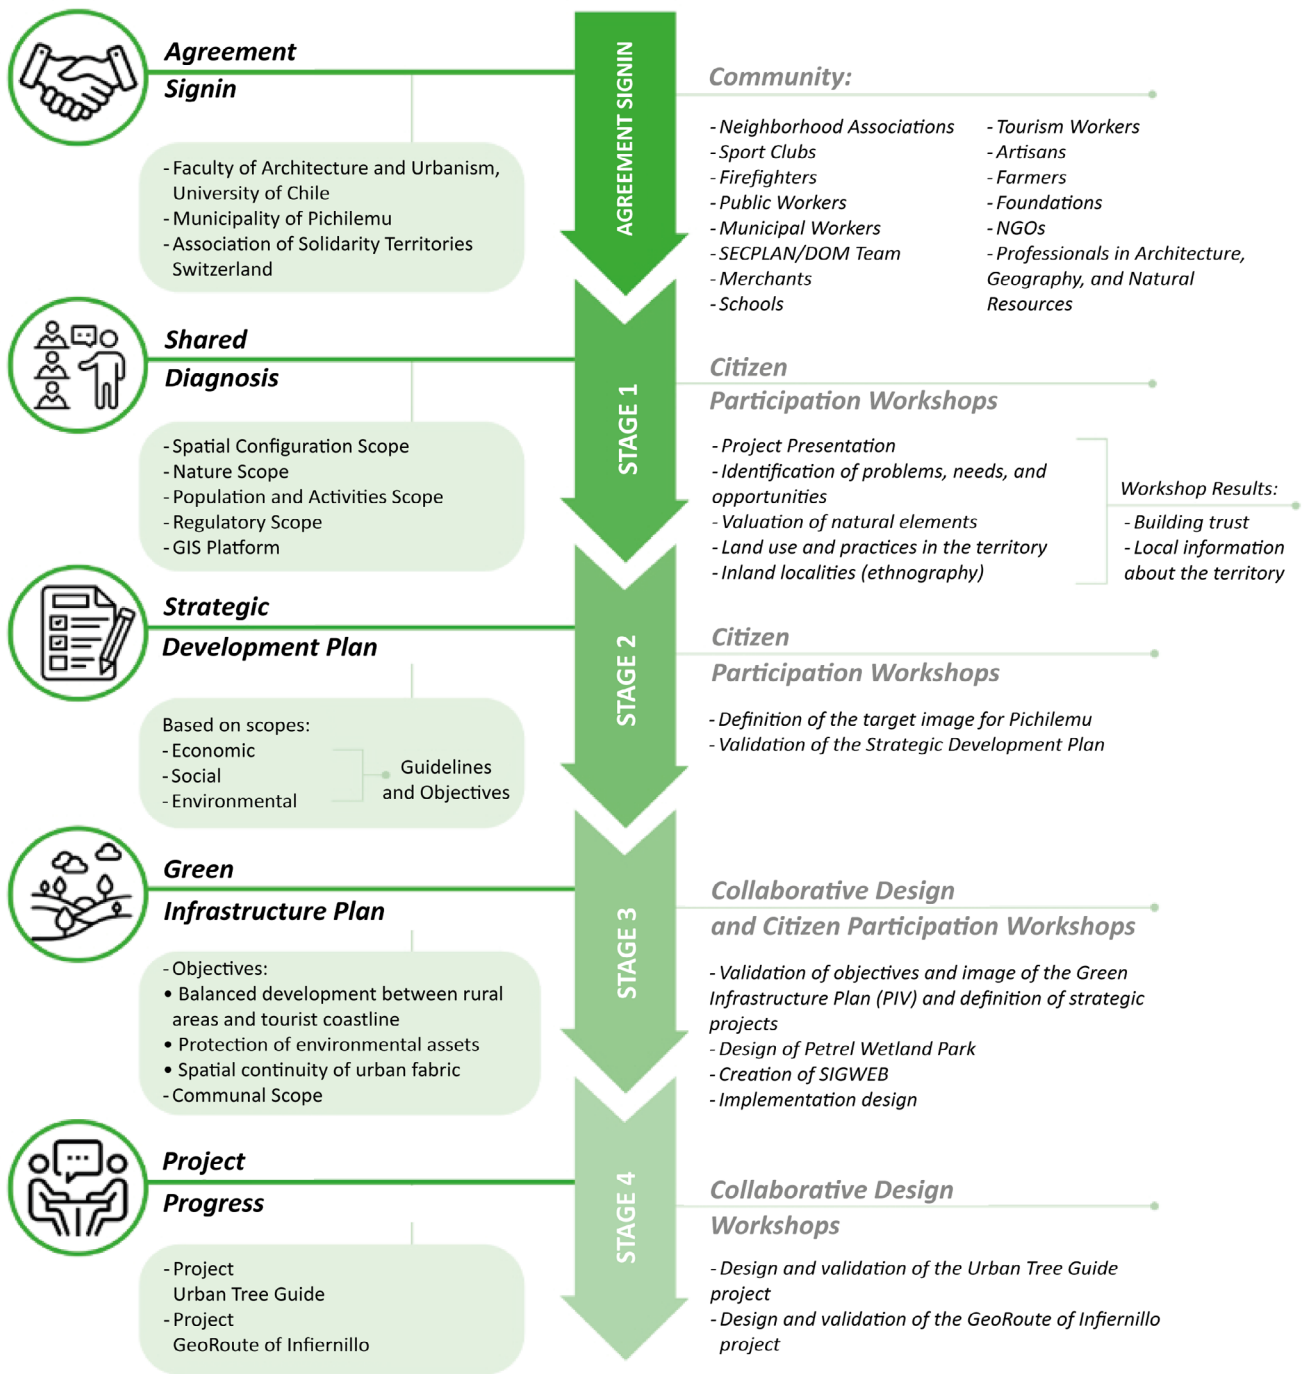 Agreement
Signin
- Faculty of Architecture and Urbanism,
University of Chile
- Municipality of Pichilemu
- Association of Solidarity Territories
Switzerland
AGREEMENT SIGNIN
Community:
- Neighborhood Associations
- Sport Clubs
- Firefighters
- Public Workers
- Municipal Workers
- SECPLAN/DOM Team
- Merchants
- Schools
- Tourism Workers
- Artisans
- Farmers
- Foundations
- NGOs
- Professionals in Architecture,
Geography, and Natural
Resources
Shared
Diagnosis
- Spatial Configuration Scope
- Nature Scope
- Population and Activities Scope
- Regulatory Scope
- GIS Platform
STAGE 1
Citizen
Participation Workshops
- Project Presentation
- Identification of problems, needs, and
opportunities
- Valuation of natural elements
- Land use and practices in the territory
- Inland localities (ethnography)
Workshop Results:
- Building trust
- Local information
about the territory
Strategic
Development Plan
Based on scopes:
- Economic
- Social
- Environmental
Guidelines
and Objectives
STAGE 2
Citizen
Participation Workshops
- Definition of the target image for Pichilemu
- Validation of the Strategic Development Plan
Green
Infrastructure Plan
- Objectives:
• Balanced development between rural
areas and tourist coastline
• Protection of environmental assets
• Spatial continuity of urban fabric
- Communal Scope
STAGE 3
Collaborative Design
and Citizen Participation Workshops
- Validation of objectives and image of the Green
Infrastructure Plan (PIV) and definition of strategic
projects
- Design of Petrel Wetland Park
- Creation of SIGWEB
- Implementation design
Project
Progress
- Project
Urban Tree Guide
- Project
GeoRoute of Infiernillo
STAGE 4
Collaborative Design
Workshops
- Design and validation of the Urban Tree Guide
project
- Design and validation of the GeoRoute of Infiernillo
project